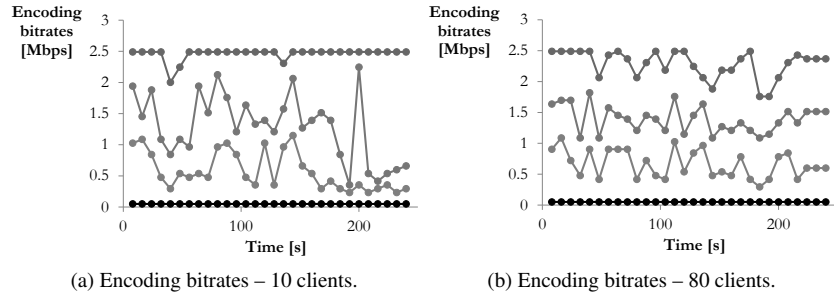 Encoding
bitrates
[Mbps]
3
2.5
2
1.5
1
0.5
0
0
100
200
Time [s]
(a) Encoding bitrates – 10 clients.
Encoding
bitrates
[Mbps]
3
2.5
2
1.5
1
0.5
0
0
100
200
Time [s]
(b) Encoding bitrates – 80 clients.